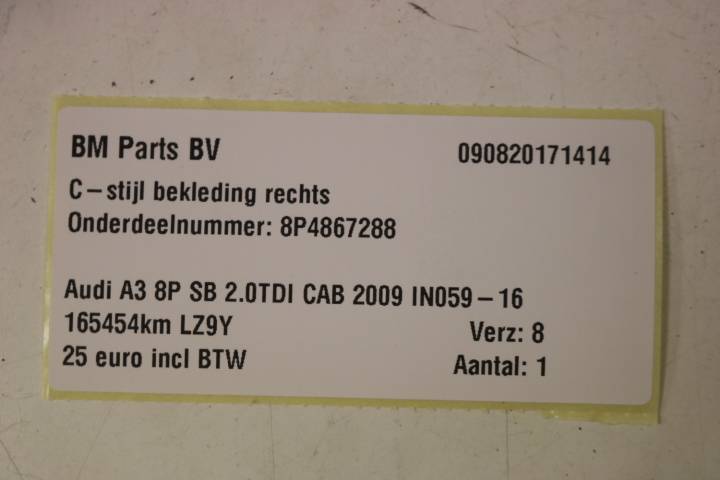 BM Parts BV 090820171414
C-stijl bekleding rechts
Onderdeelnummer: 8P4867288
Audi A3 8P SB 2.0TDI CAB 2009 IN059-16
165454km LZ9Y Verz: 8
25 euro incl BTW Aantal: 1